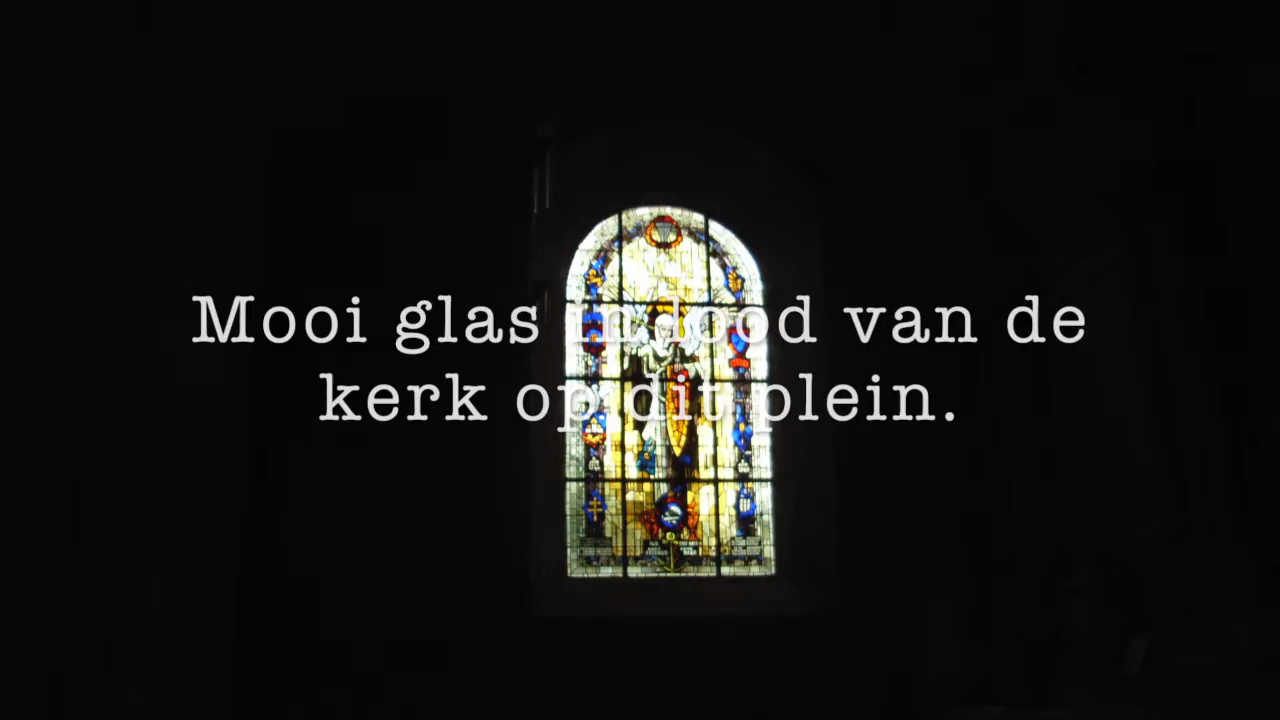 Mooi glas in lood van de
kerk op dit plein.